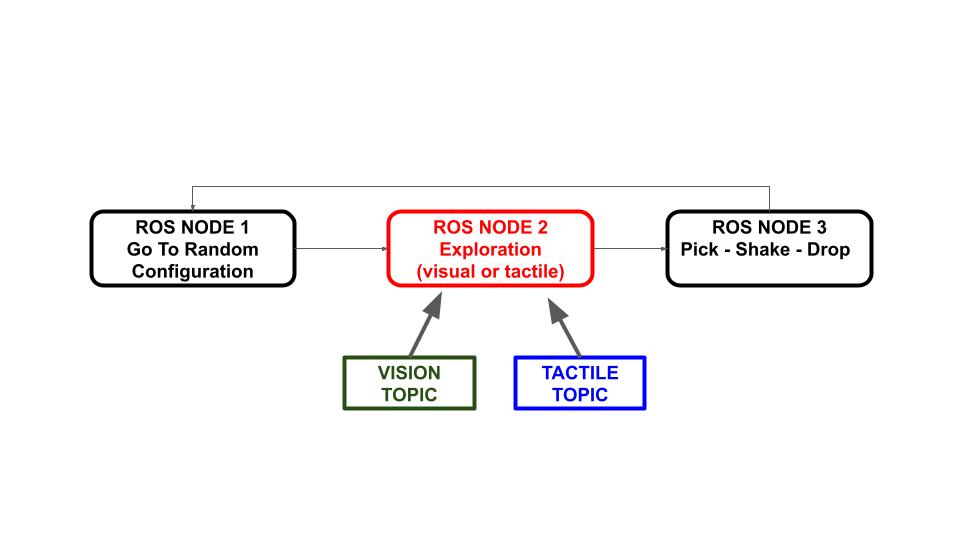 ROS NODE 1
Go To Random
Configuration
ROS NODE 2
Exploration
(visual or tactile)
ROS NODE 3
Pick - Shake - Drop
VISION
TOPIC
TACTILE
TOPIC